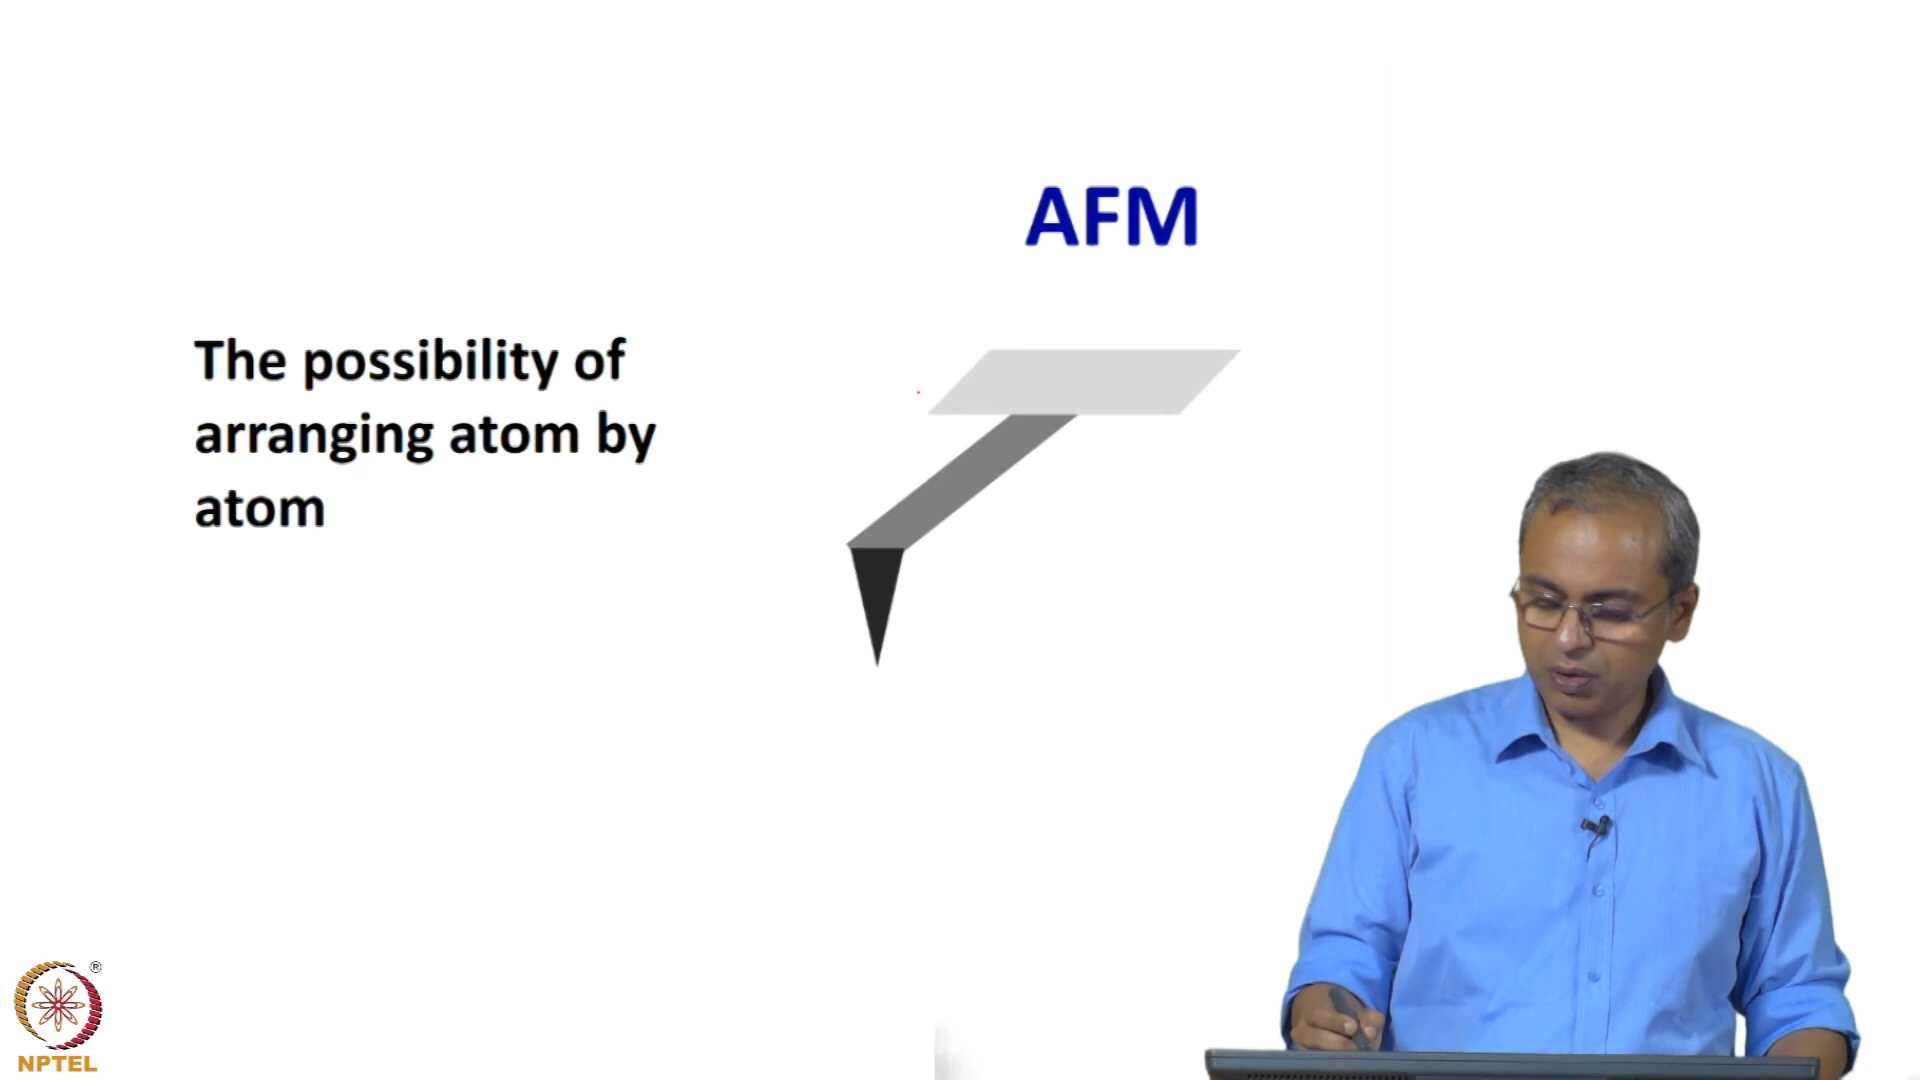 AFM
The possibility of
arranging atom by
atom
®
NPTEL